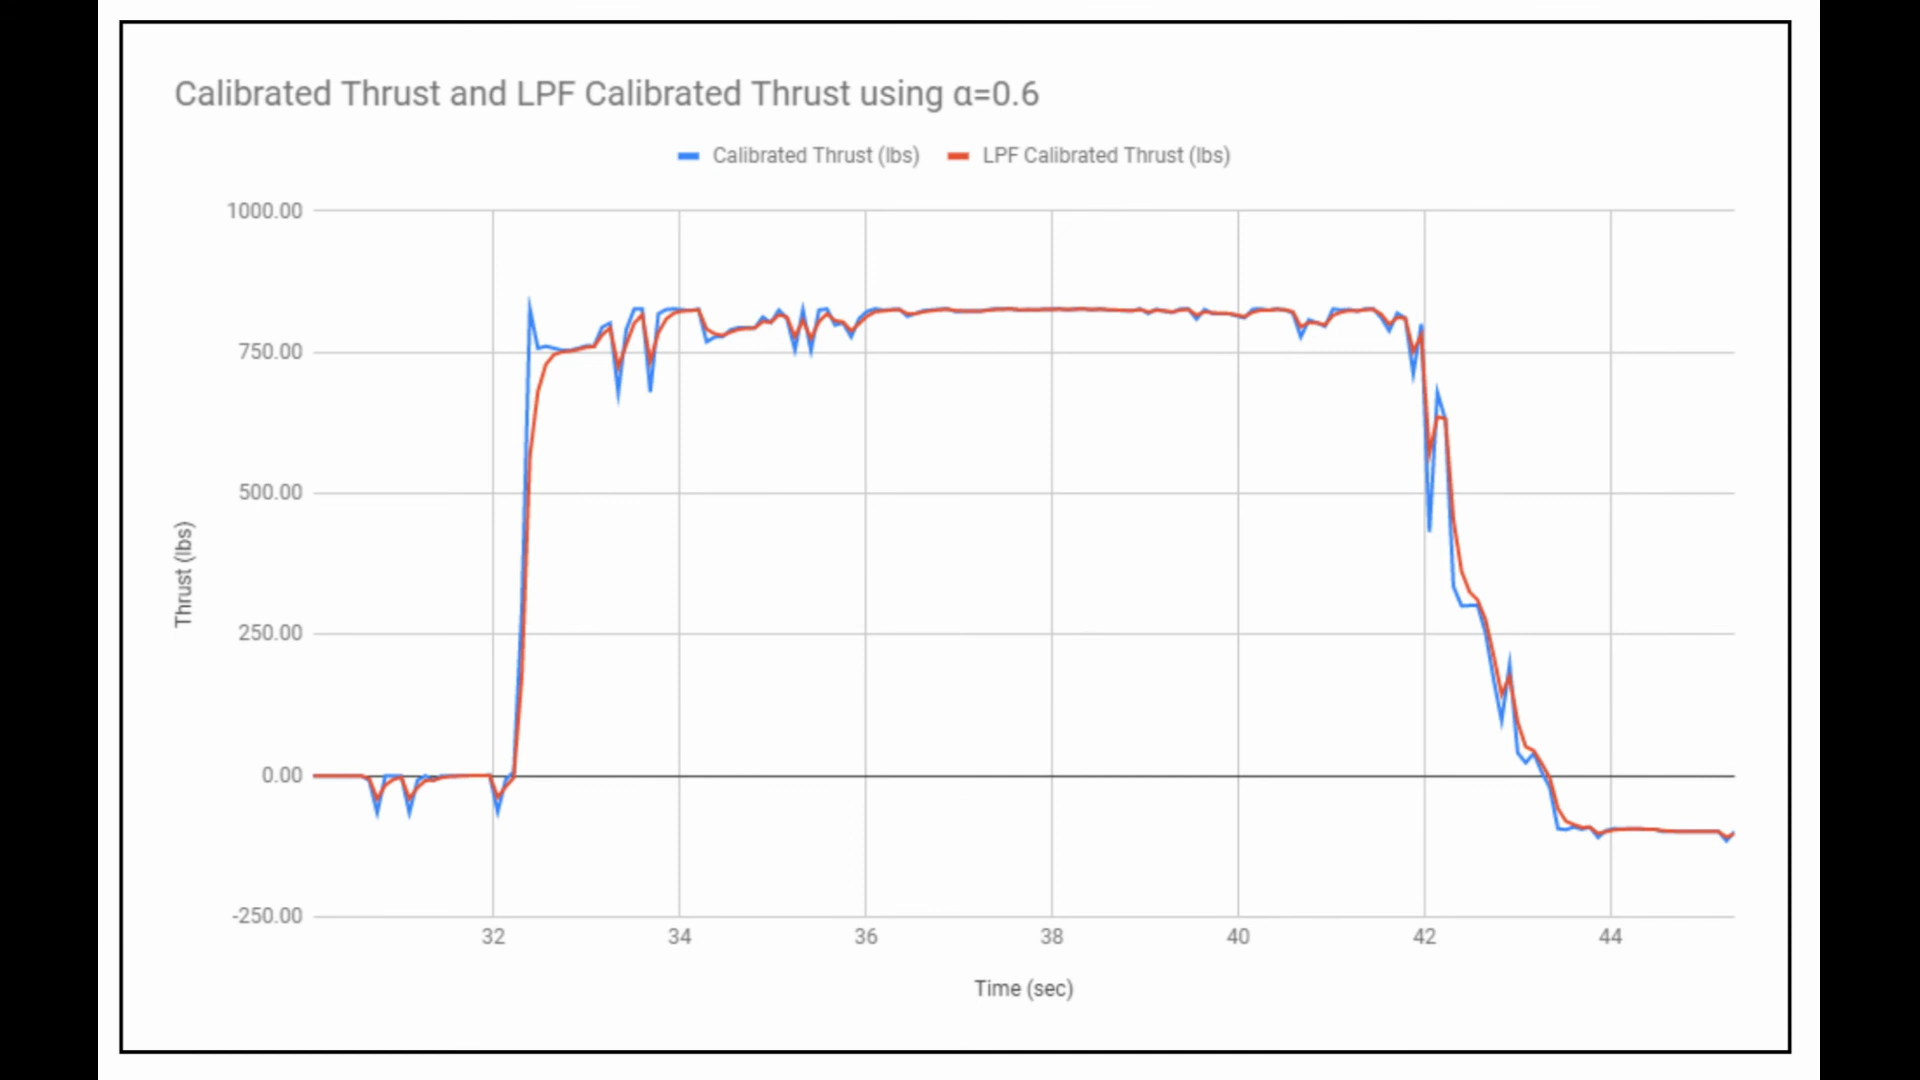 Calibrated Thrust and LPF Calibrated Thrust using α=0.6
Calibrated Thrust (lbs) LPF Calibrated Thrust (lbs)
1000.00
750.00
500.00
250.00
0.00
-250.00
Thrust (lbs)
32 34 36 38 40 42 44
Time (sec)